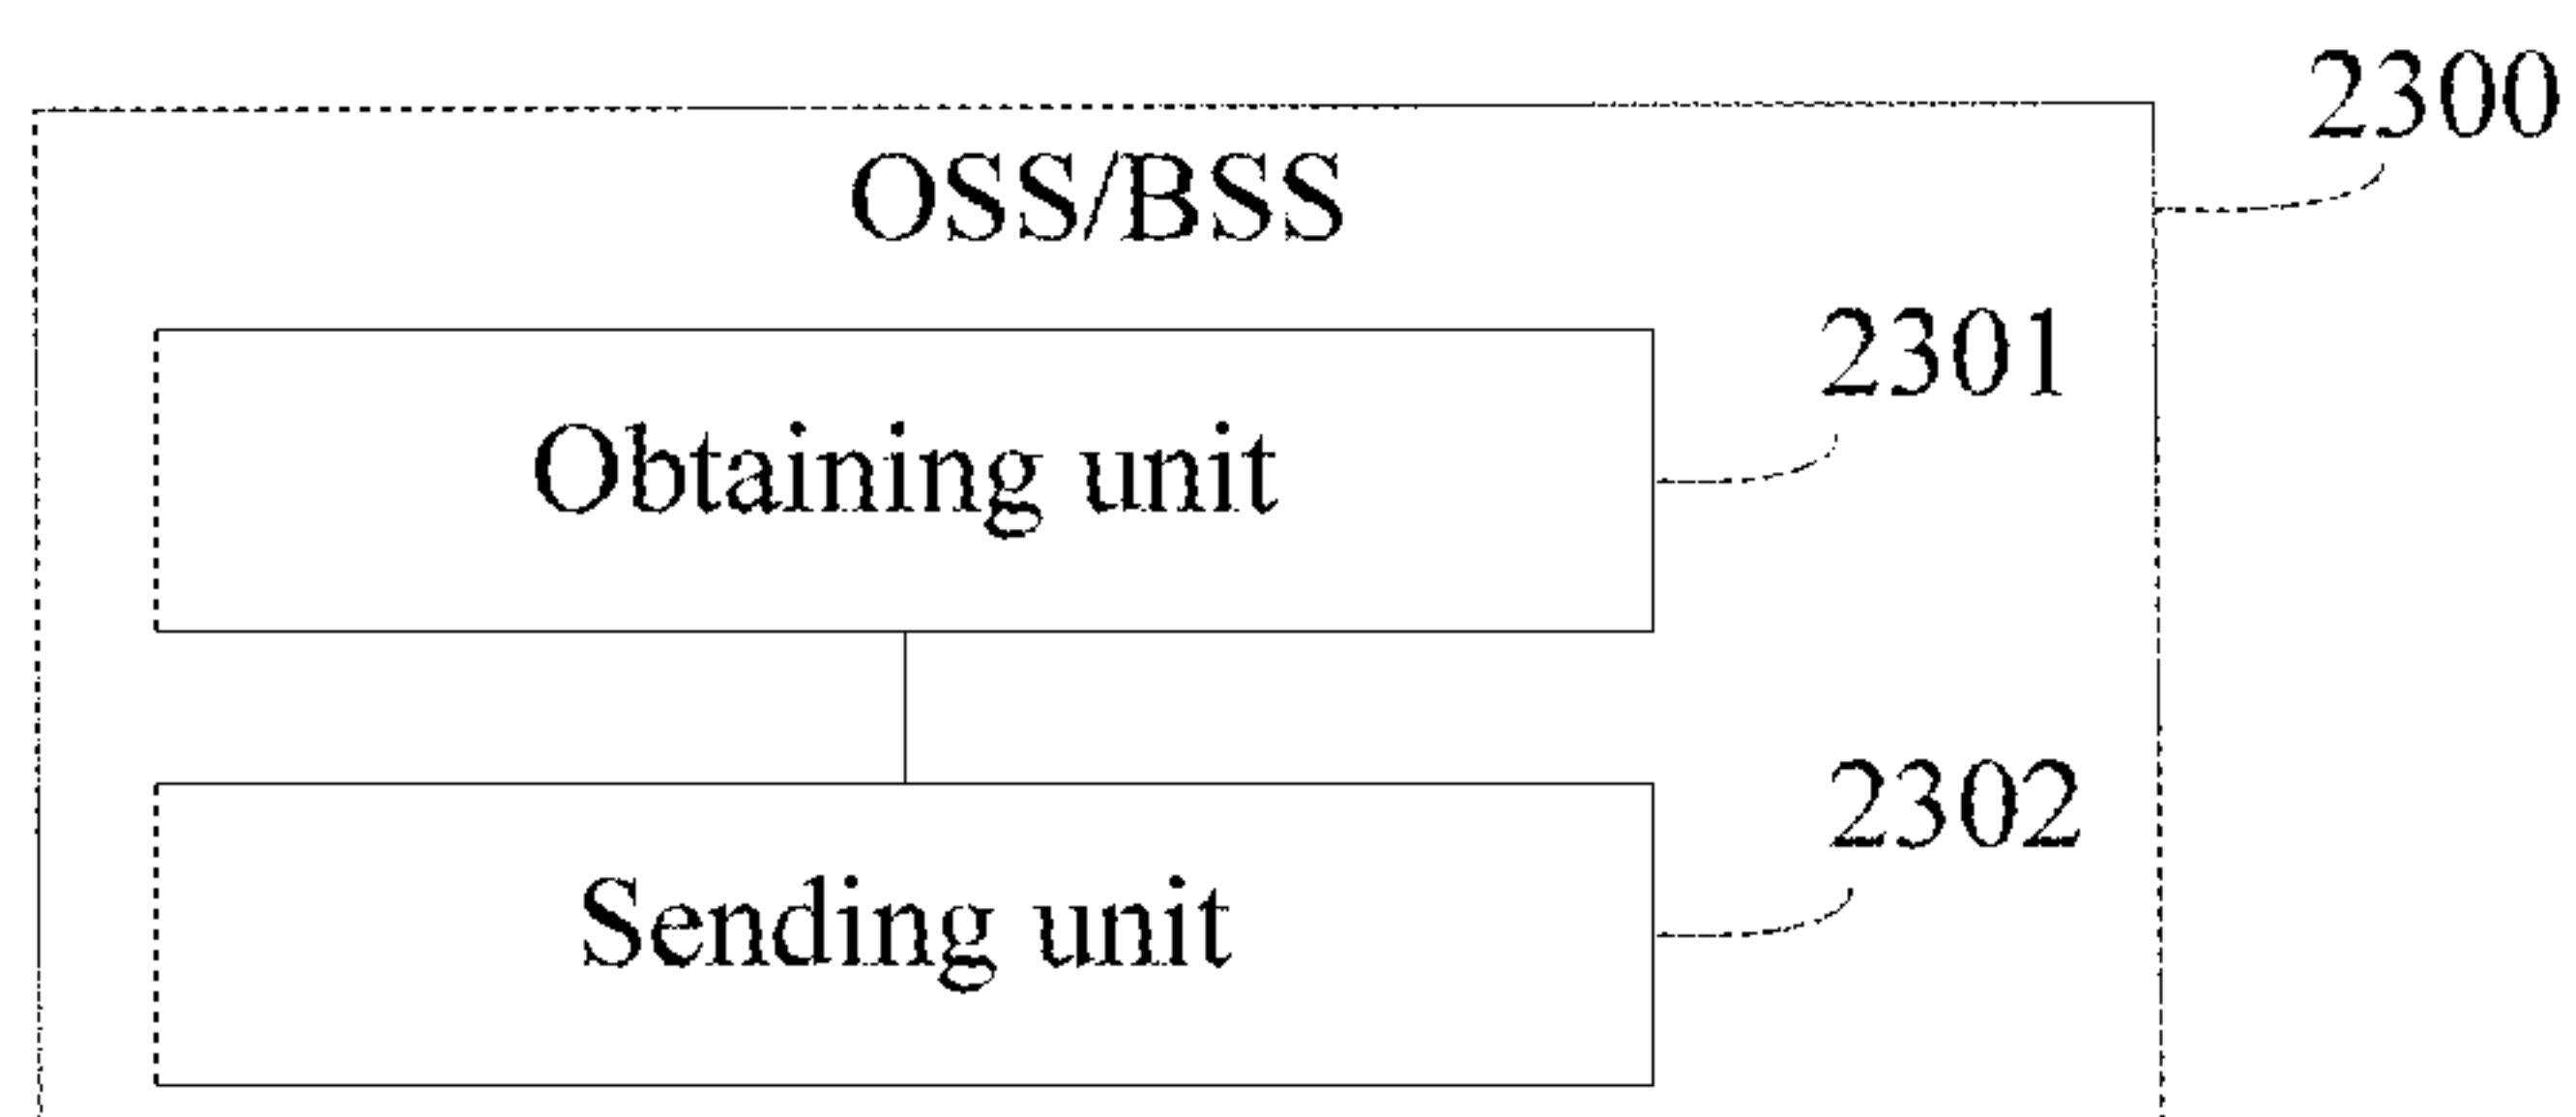 2300
OSS/BSS
2301
Obtaining unit
2302
Sending unit